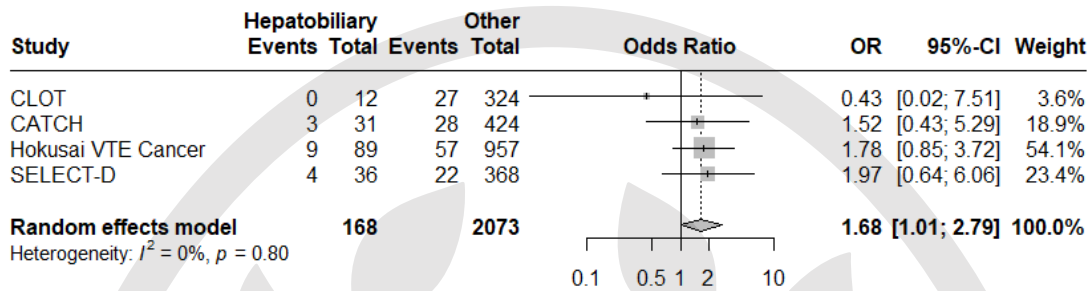 Hepatobiliary Other
Study Events Total Events Total Odds Ratio OR 95%-CI Weight
CLOT 0 12 27 324 0.43 [0.02; 7.51] 3.6%
CATCH 3 31 28 424 1.52 [0.43; 5.29] 18.9%
Hokusai VTE Cancer 9 89 57 957 1.78 [0.85; 3.72] 54.1%
SELECT-D 4 36 22 368 1.97 [0.64; 6.06] 23.4%
Random effects model 168 2073 1.68 [1.01; 2.79] 100.0%
Heterogeneity: I² = 0%, p = 0.80
0.1 0.5 1 2 10